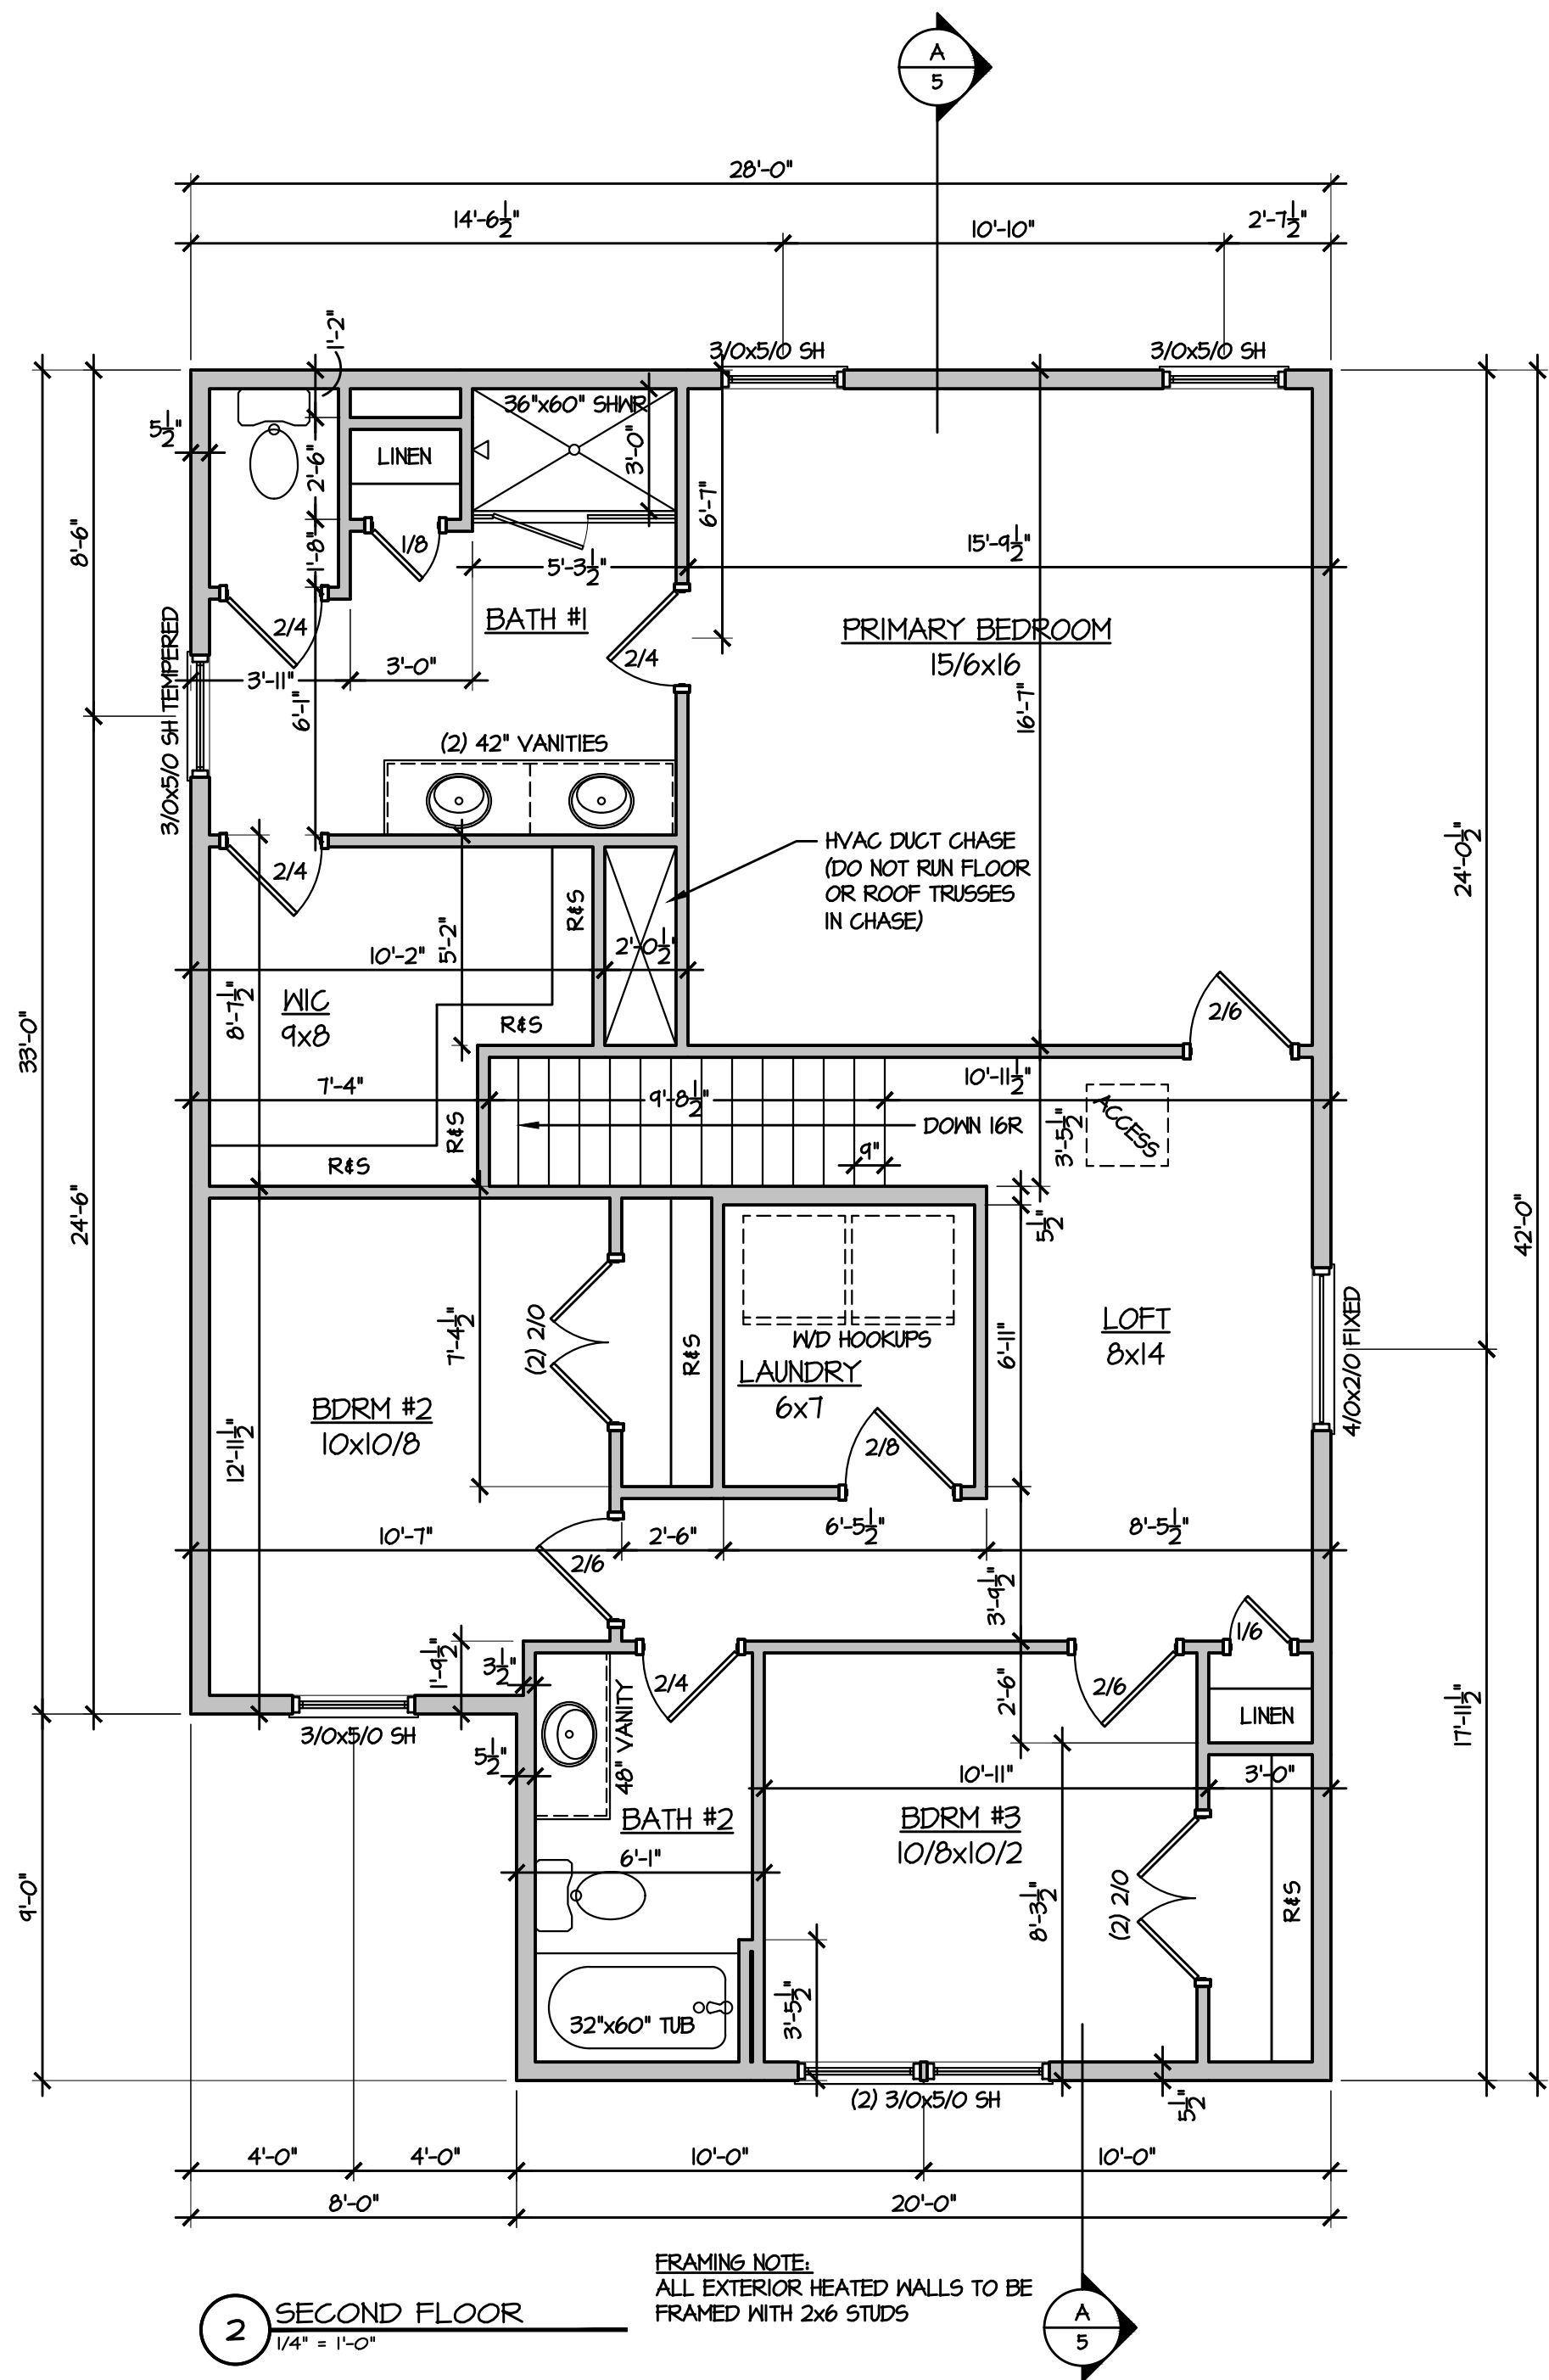 A
5
28'-0"
14'-6 1/2"
10'-10"
2'-7 1/2"
1'-2"
3/0x5/0 SH
3/0x5/0 SH
5 1/2"
36"x60" SHWR
3'-0"
LINEN
2'-6"
8'-6"
6'-7"
1/8
1'-8"
5'-3 1/2"
15'-9 1/2"
BATH #1
2/4
2/4
PRIMARY BEDROOM
15/6x16
3/0x5/0 SH TEMPERED
3'-11"
3'-0"
6'-1"
16'-7"
(2) 42" VANITIES
24'-0 1/2"
HVAC DUCT CHASE
(DO NOT RUN FLOOR
OR ROOF TRUSSES
IN CHASE)
2/4
R&S
10'-2"
5'-2"
2'-0 1/2"
8'-7 1/2"
WIC
9x8
R&S
2/6
33'-0"
7'-4"
9'-8 1/2"
10'-11 1/2"
R&S
R&S
DOWN 16R
9"
3'-5 1/2"
ACCESS
24'-6"
5 1/2"
42'-0"
7'-4 1/2"
(2) 2/0
R&S
W/D HOOKUPS
LAUNDRY
6x7
6'-11"
LOFT
8x14
4/0x2/0 FIXED
BDRM #2
10x10/8
12'-11 1/2"
2/8
10'-7"
2'-6"
6'-5 1/2"
8'-5 1/2"
2/6
3'-9 1/2"
1/6
1'-9 1/2"
3 1/2"
2/4
2/6
2'-6"
LINEN
17'-11 1/2"
3/0x5/0 SH
5 1/2"
48" VANITY
10'-11"
3'-0"
BATH #2
BDRM #3
10/8x10/2
6'-1"
9'-0"
8'-3 1/2"
(2) 2/0
R&S
3'-5 1/2"
32"x60" TUB
(2) 3/0x5/0 SH
5 1/2"
4'-0"
4'-0"
10'-0"
10'-0"
8'-0"
20'-0"
FRAMING NOTE:
ALL EXTERIOR HEATED WALLS TO BE
FRAMED WITH 2x6 STUDS
2
SECOND FLOOR
1/4" = 1'-0"
A
5